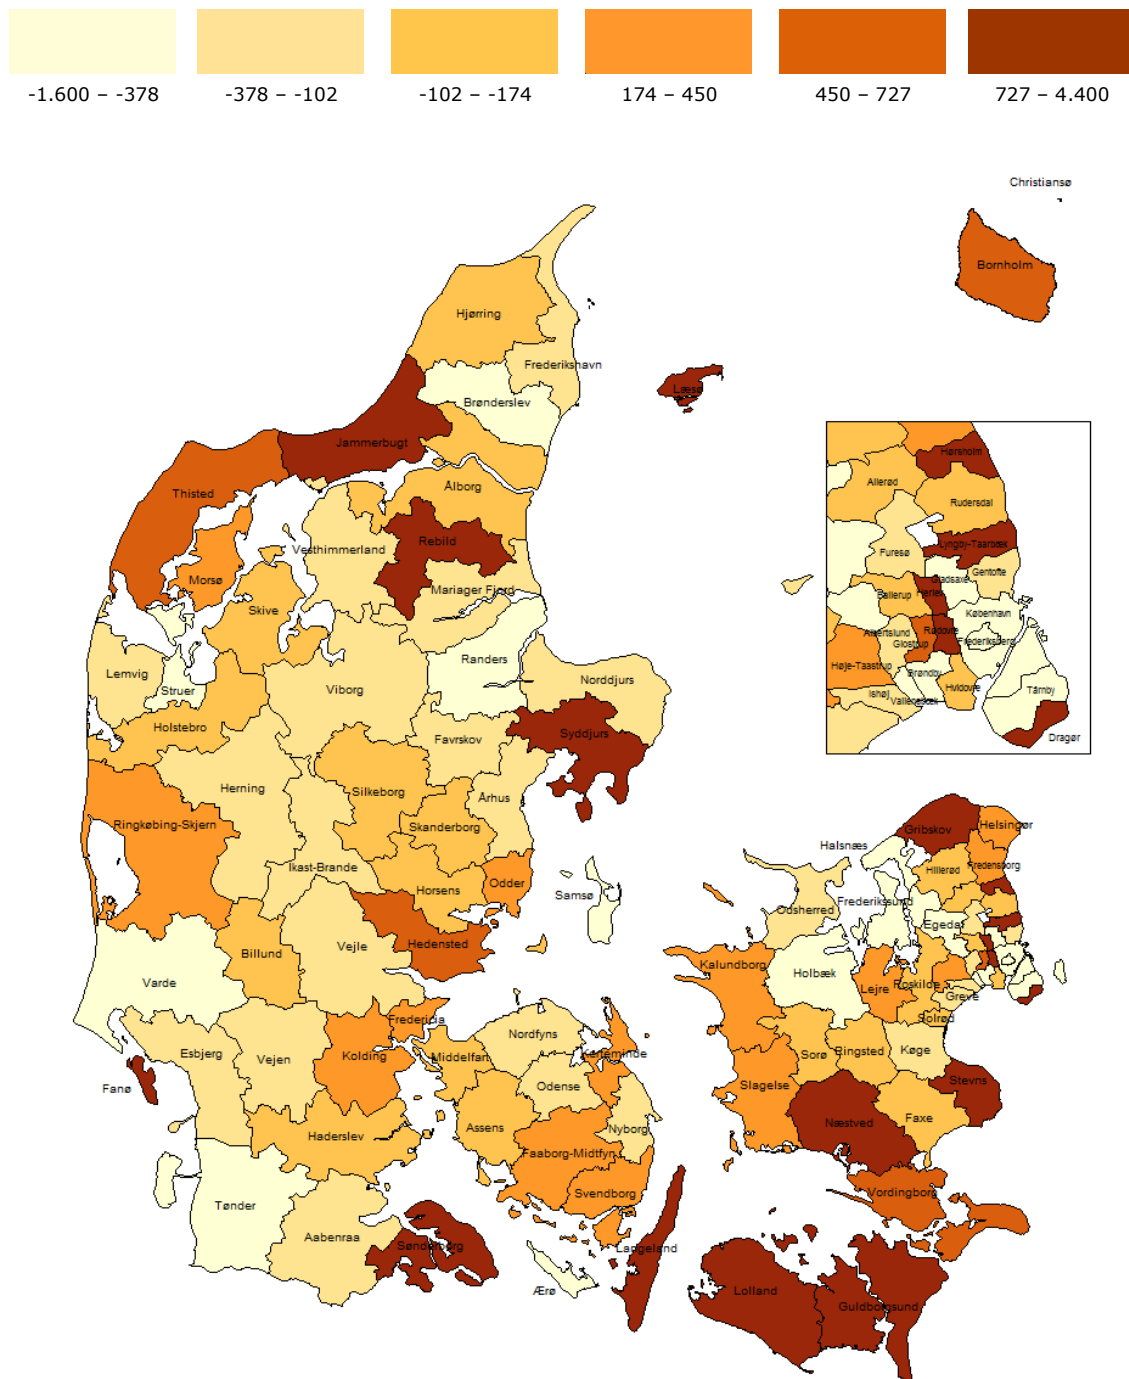 -1.600 – -378 -378 – -102 -102 – -174 174 – 450 450 – 727 727 – 4.400
Christiansø
Bornholm
Hjørring
Frederikshavn
Læsø
Brønderslev
Jammerbugt
Hørsholm
Allerød
Ålborg
Thisted
Rudersdal
Rebild
Lyngby-Taarbæk
Vesthimmerland
Furesø
Gentofte
Morsø
Gladsaxe
Mariager Fjord
Ballerup
Herlev
Skive
København
Albertslund
Rødovre
Glostrup
Frederiksberg
Randers
Høje-Taastrup
Lemvig
Brøndby
Norddjurs
Viborg
Struer
Ishøj
Hvidovre
Tårnby
Vallensbæk
Holstebro
Syddjurs
Dragør
Favrskov
Herning
Silkeborg
Århus
Ringkøbing-Skjern
Skanderborg
Gribskov
Helsingør
Halsnæs
Ikast-Brande
Hillerød
Fredensborg
Odder
Horsens
Samsø
Frederikssund
Odsherred
Egedal
Hedensted
Vejle
Billund
Kalundborg
Holbæk
Varde
Lejre
Roskilde
Greve
Solrød
Fredericia
Nordfyns
Esbjerg
Vejen
Kolding
Middelfart
Kerteminde
Sorø
Ringsted
Køge
Fanø
Odense
Slagelse
Stevns
Næstved
Faxe
Assens
Nyborg
Haderslev
Faaborg-Midtfyn
Svendborg
Vordingborg
Tønder
Aabenraa
Sønderborg
Langeland
Ærø
Lolland
Guldborgsund